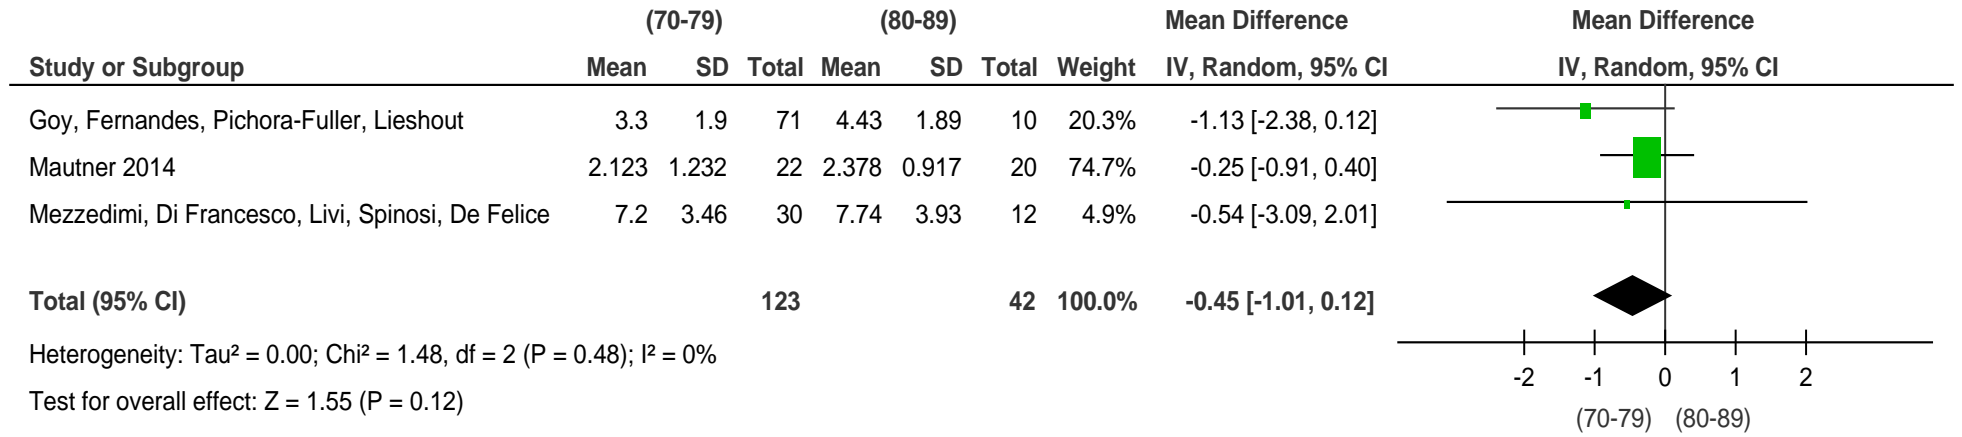 (70-79) (80-89) Mean Difference Mean Difference
Study or Subgroup Mean SD Total Mean SD Total Weight IV, Random, 95% CI IV, Random, 95% CI
Goy, Fernandes, Pichora-Fuller, Lieshout 3.3 1.9 71 4.43 1.89 10 20.3% -1.13 [-2.38, 0.12]
Mautner 2014 2.123 1.232 22 2.378 0.917 20 74.7% -0.25 [-0.91, 0.40]
Mezzedimi, Di Francesco, Livi, Spinosi, De Felice 7.2 3.46 30 7.74 3.93 12 4.9% -0.54 [-3.09, 2.01]
Total (95% CI) 123 42 100.0% -0.45 [-1.01, 0.12]
Heterogeneity: Tau² = 0.00; Chi² = 1.48, df = 2 (P = 0.48); I² = 0%
Test for overall effect: Z = 1.55 (P = 0.12)
-2 -1 0 1 2
(70-79) (80-89)